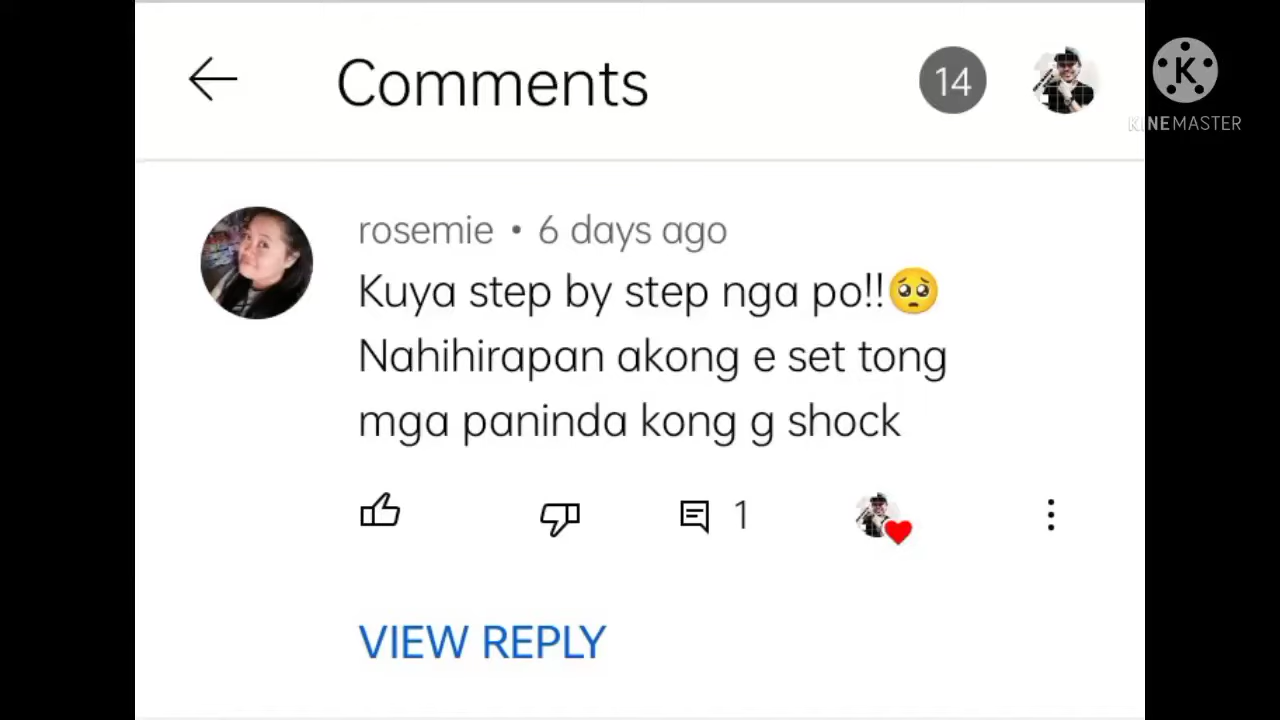 Comments
14
K
KINEMASTER
rosemie • 6 days ago
Kuya step by step nga po!!🥺
Nahihirapan akong e set tong
mga paninda kong g shock
1
VIEW REPLY